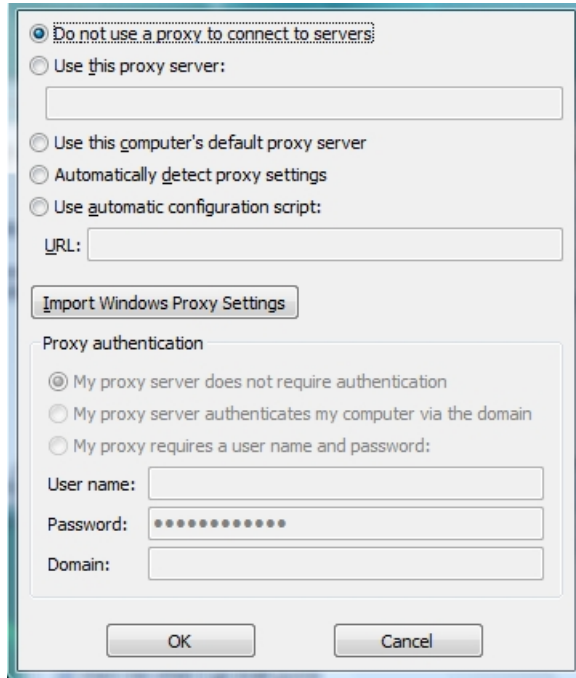 Do not use a proxy to connect to servers
Use this proxy server:
Use this computer's default proxy server
Automatically detect proxy settings
Use automatic configuration script:
URL:
Import Windows Proxy Settings
Proxy authentication
My proxy server does not require authentication
My proxy server authenticates my computer via the domain
My proxy requires a user name and password:
User name:
Password: ●●●●●●●●●●●●
Domain:
OK Cancel